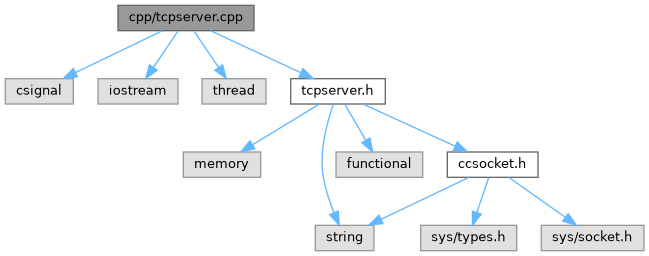 cpp/tcpserver.cpp
csignal
iostream
thread
tcpserver.h
memory
functional
ccsocket.h
string
sys/types.h
sys/socket.h